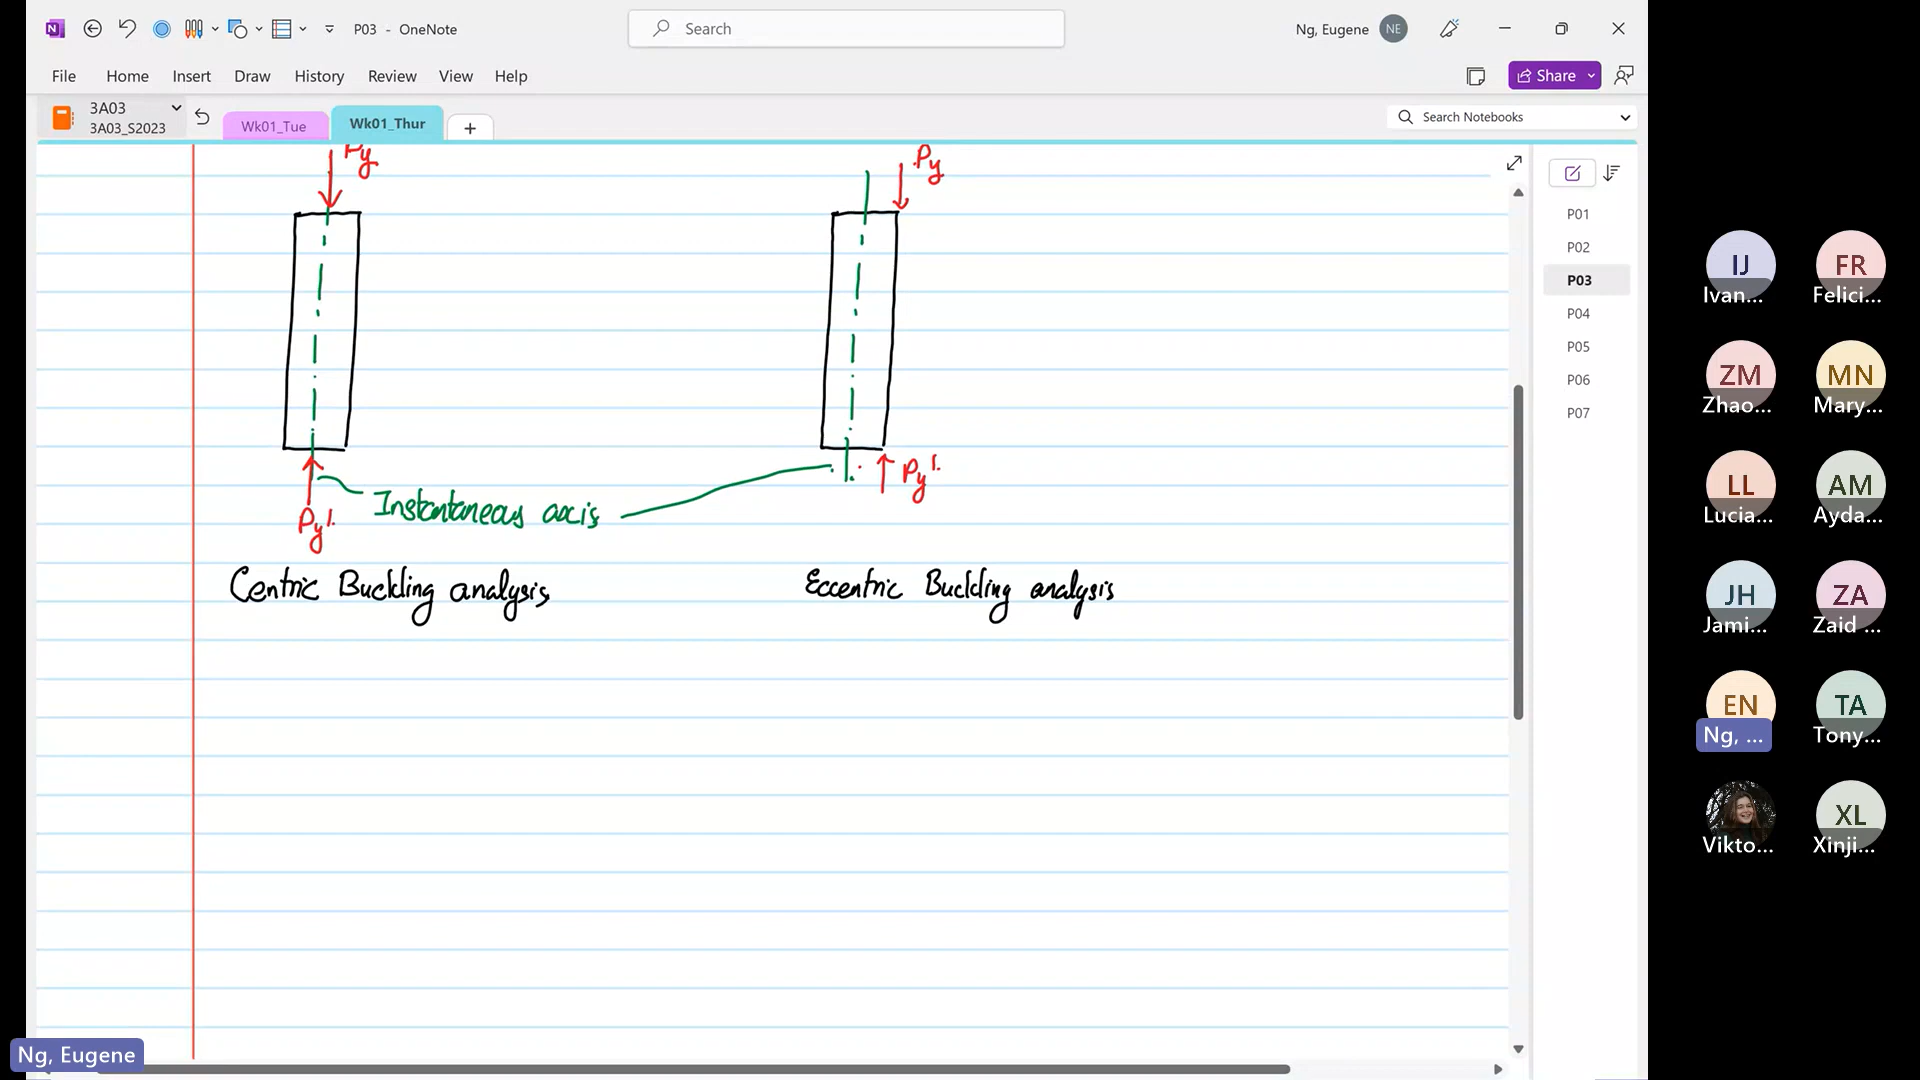 P03 - OneNote
Search
Ng, Eugene
NE
File
Home
Insert
Draw
History
Review
View
Help
Share
3A03
3A03_S2023
Wk01_Tue
Wk01_Thur
+
Search Notebooks
Py
Py
P01
P02
P03
P04
P05
P06
P07
Py'.
Py'.
Instantaneous axis
Centric Buckling analysis
Eccentric Buckling analysis
IJ
Ivan...
FR
Felici...
ZM
Zhao...
MN
Mary...
LL
Lucia...
AM
Ayda...
JH
Jami...
ZA
Zaid ...
EN
Ng, ...
TA
Tony...
Vikto...
XL
Xinji...
Ng, Eugene